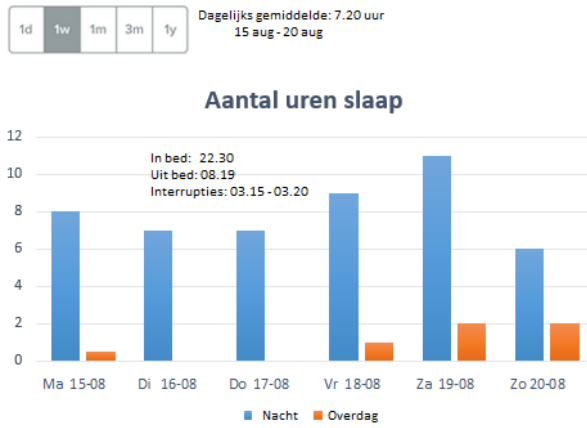 1d 1w 1m 3m 1y
Dagelijks gemiddelde: 7.20 uur
15 aug - 20 aug
Aantal uren slaap
12
10
8
6
4
2
0
In bed: 22.30
Uit bed: 08.19
Interrupties: 03.15 - 03.20
Ma 15-08 Di 16-08 Do 17-08 Vr 18-08 Za 19-08 Zo 20-08
Nacht Overdag